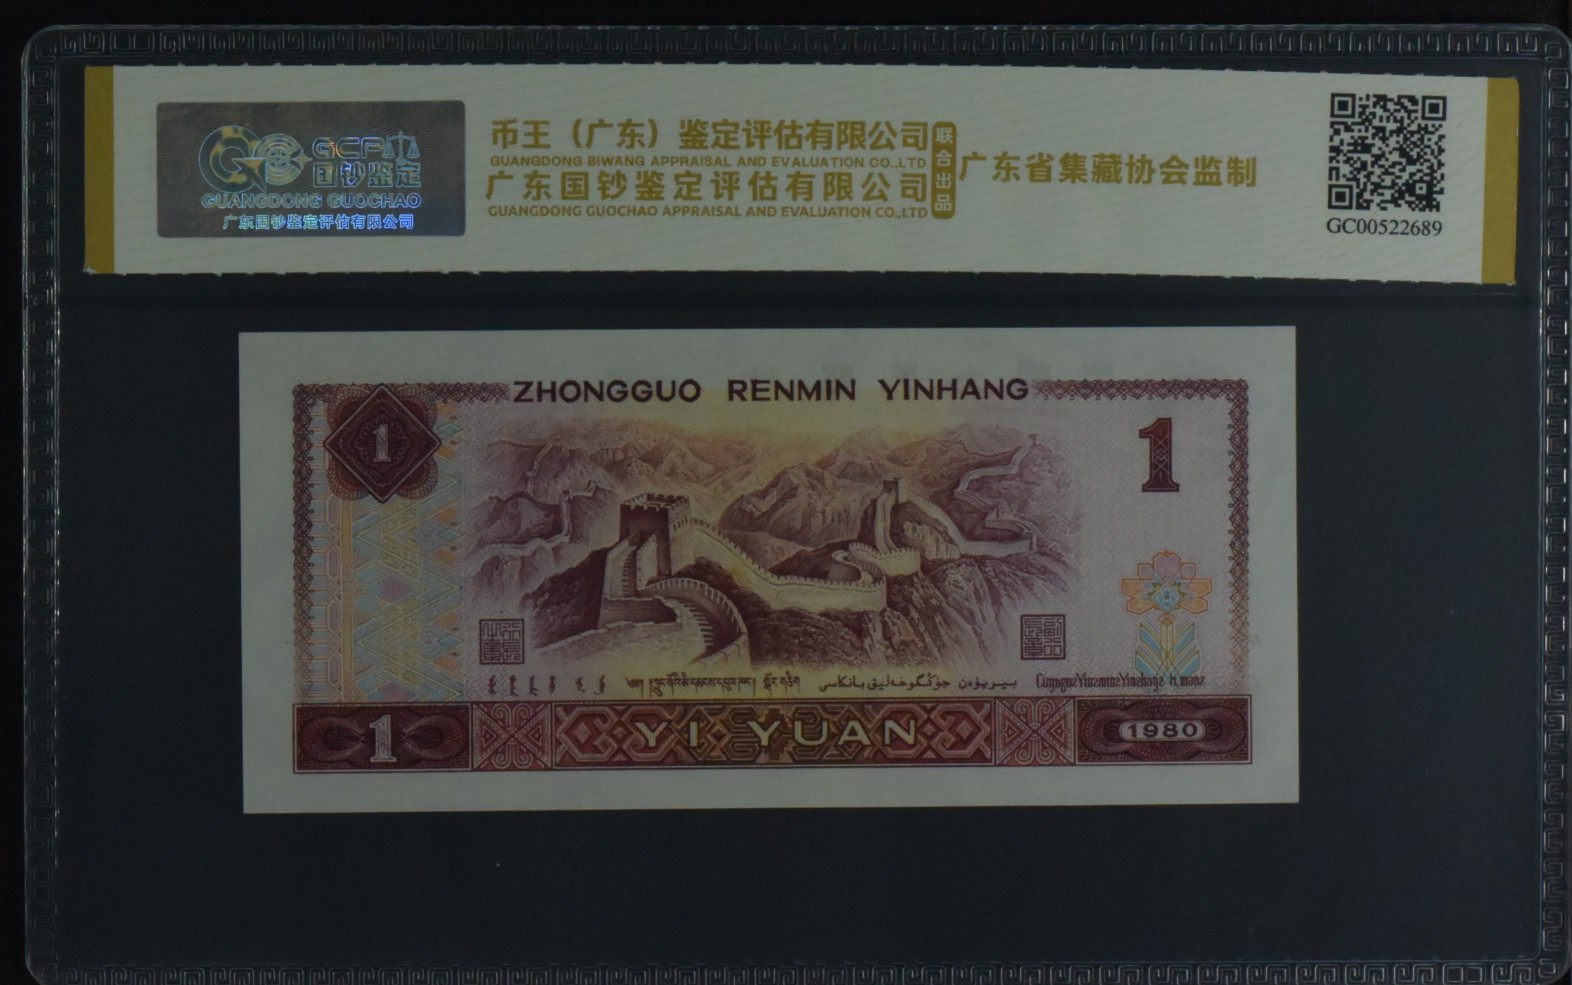 GCP
国钞鉴定
GUANGDONG GUOCHAO
广东国钞鉴定评估有限公司
币王（广东）鉴定评估有限公司
GUANGDONG BIWANG APPRAISAL AND EVALUATION CO.,LTD
广东国钞鉴定评估有限公司
GUANGDONG GUOCHAO APPRAISAL AND EVALUATION CO.,LTD
联合出品
广东省集藏协会监制
GC00522689
ZHONGGUO RENMIN YINHANG
1
1
1
YI YUAN
1980